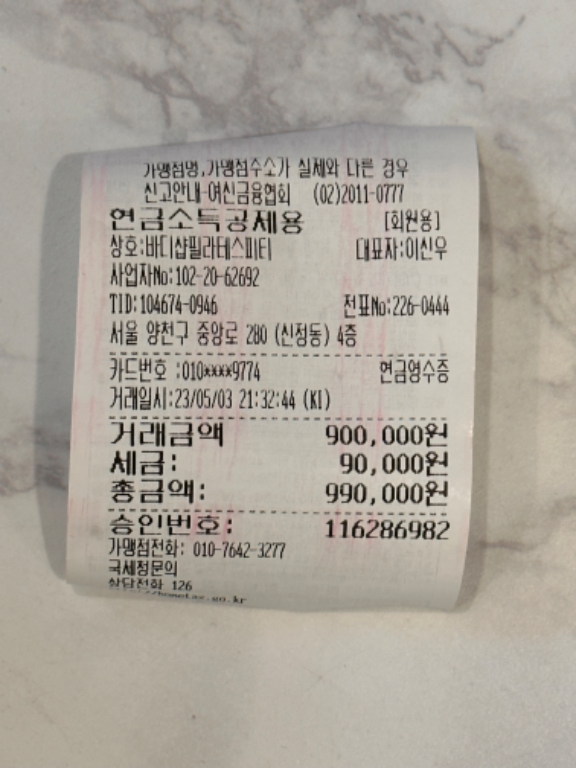 가맹점명,가맹점주소가 실제와 다른 경우
신고안내-여신금융협회 (02)2011-0777
현금소득공제용 [회원용]
상호:바디샵필라테스피티 대표자:이신우
사업자No:102-20-62692
TID:104674-0946 전표No:226-0444
서울 양천구 중앙로 280 (신정동) 4층
카드번호 :010****9774 현금영수증
거래일시:23/05/03 21:32:44 (KI)
거래금액 900,000원
세금: 90,000원
총금액: 990,000원
승인번호: 116286982
가맹점전화: 010-7642-3277
국세청문의
상담전화 126